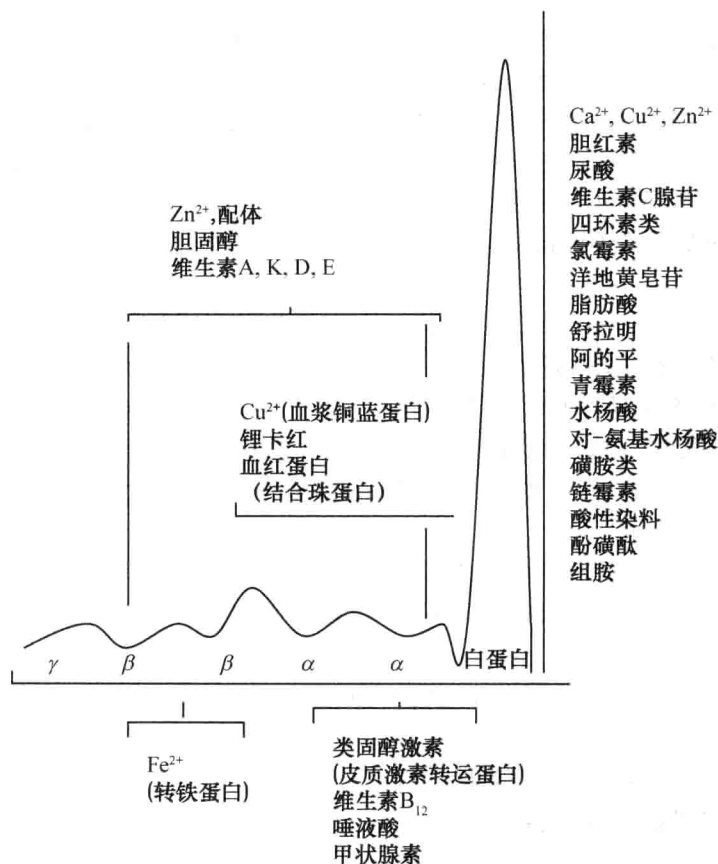 Zn²⁺,配体
胆固醇
维生素A, K, D, E
Cu²⁺(血浆铜蓝蛋白)
锂卡红
血红蛋白
(结合珠蛋白)
Ca²⁺, Cu²⁺, Zn²⁺
胆红素
尿酸
维生素C腺苷
四环素类
氯霉素
洋地黄皂苷
脂肪酸
舒拉明
阿的平
青霉素
水杨酸
对-氨基水杨酸
磺胺类
链霉素
酸性染料
酚磺酞
组胺
γ β β α α 白蛋白
Fe²⁺
(转铁蛋白)
类固醇激素
(皮质激素转运蛋白)
维生素B₁₂
唾液酸
甲状腺素